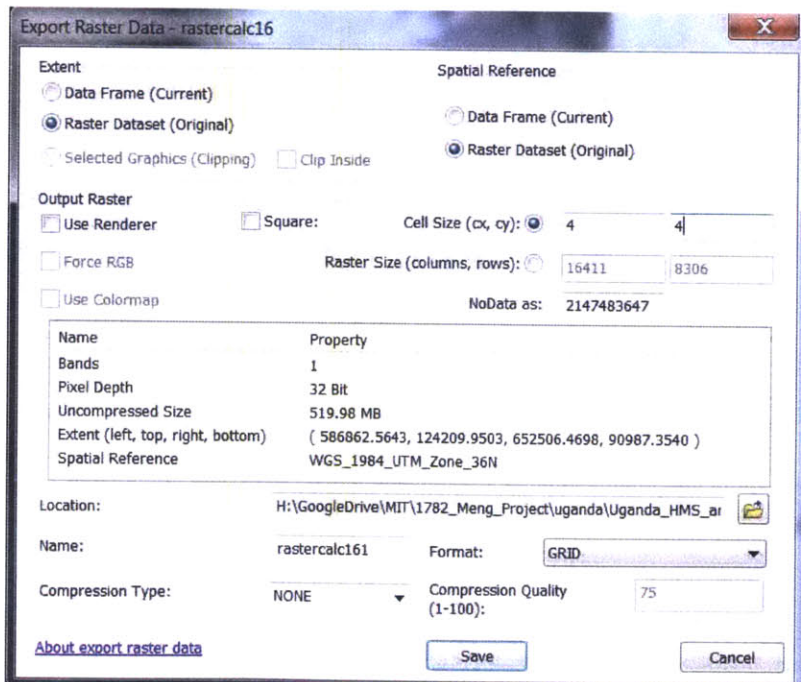 Export Raster Data - rastercalc16
X
Extent
Spatial Reference
Data Frame (Current)
Data Frame (Current)
Raster Dataset (Original)
Raster Dataset (Original)
Selected Graphics (Clipping) Clip Inside
Output Raster
Use Renderer Square: Cell Size (cx, cy): 4 4
Force RGB Raster Size (columns, rows): 16411 8306
Use Colormap NoData as: 2147483647
Name Property
Bands 1
Pixel Depth 32 Bit
Uncompressed Size 519.98 MB
Extent (left, top, right, bottom) ( 586862.5643, 124209.9503, 652506.4698, 90987.3540 )
Spatial Reference WGS_1984_UTM_Zone_36N
Location: H:\GoogleDrive\MIT\1782_Meng_Project\uganda\Uganda_HMS_ar
Name: rastercalc161 Format: GRID
Compression Type: NONE Compression Quality (1-100): 75
About export raster data Save Cancel